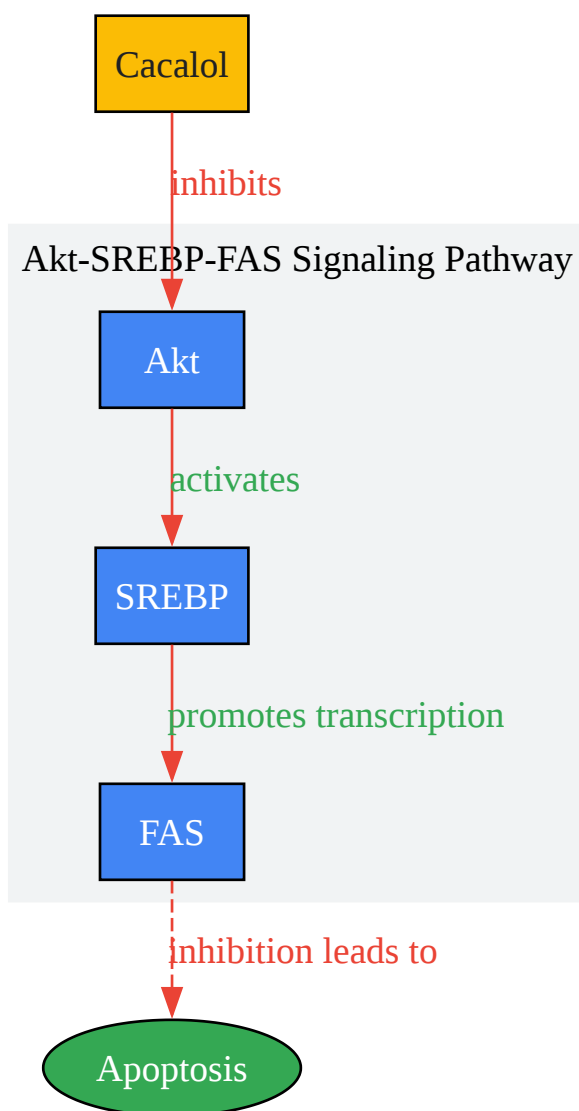 Cacalol
inhibits
Akt-SREBP-FAS Signaling Pathway
Akt
activates
SREBP
promotes transcription
FAS
inhibition leads to
Apoptosis